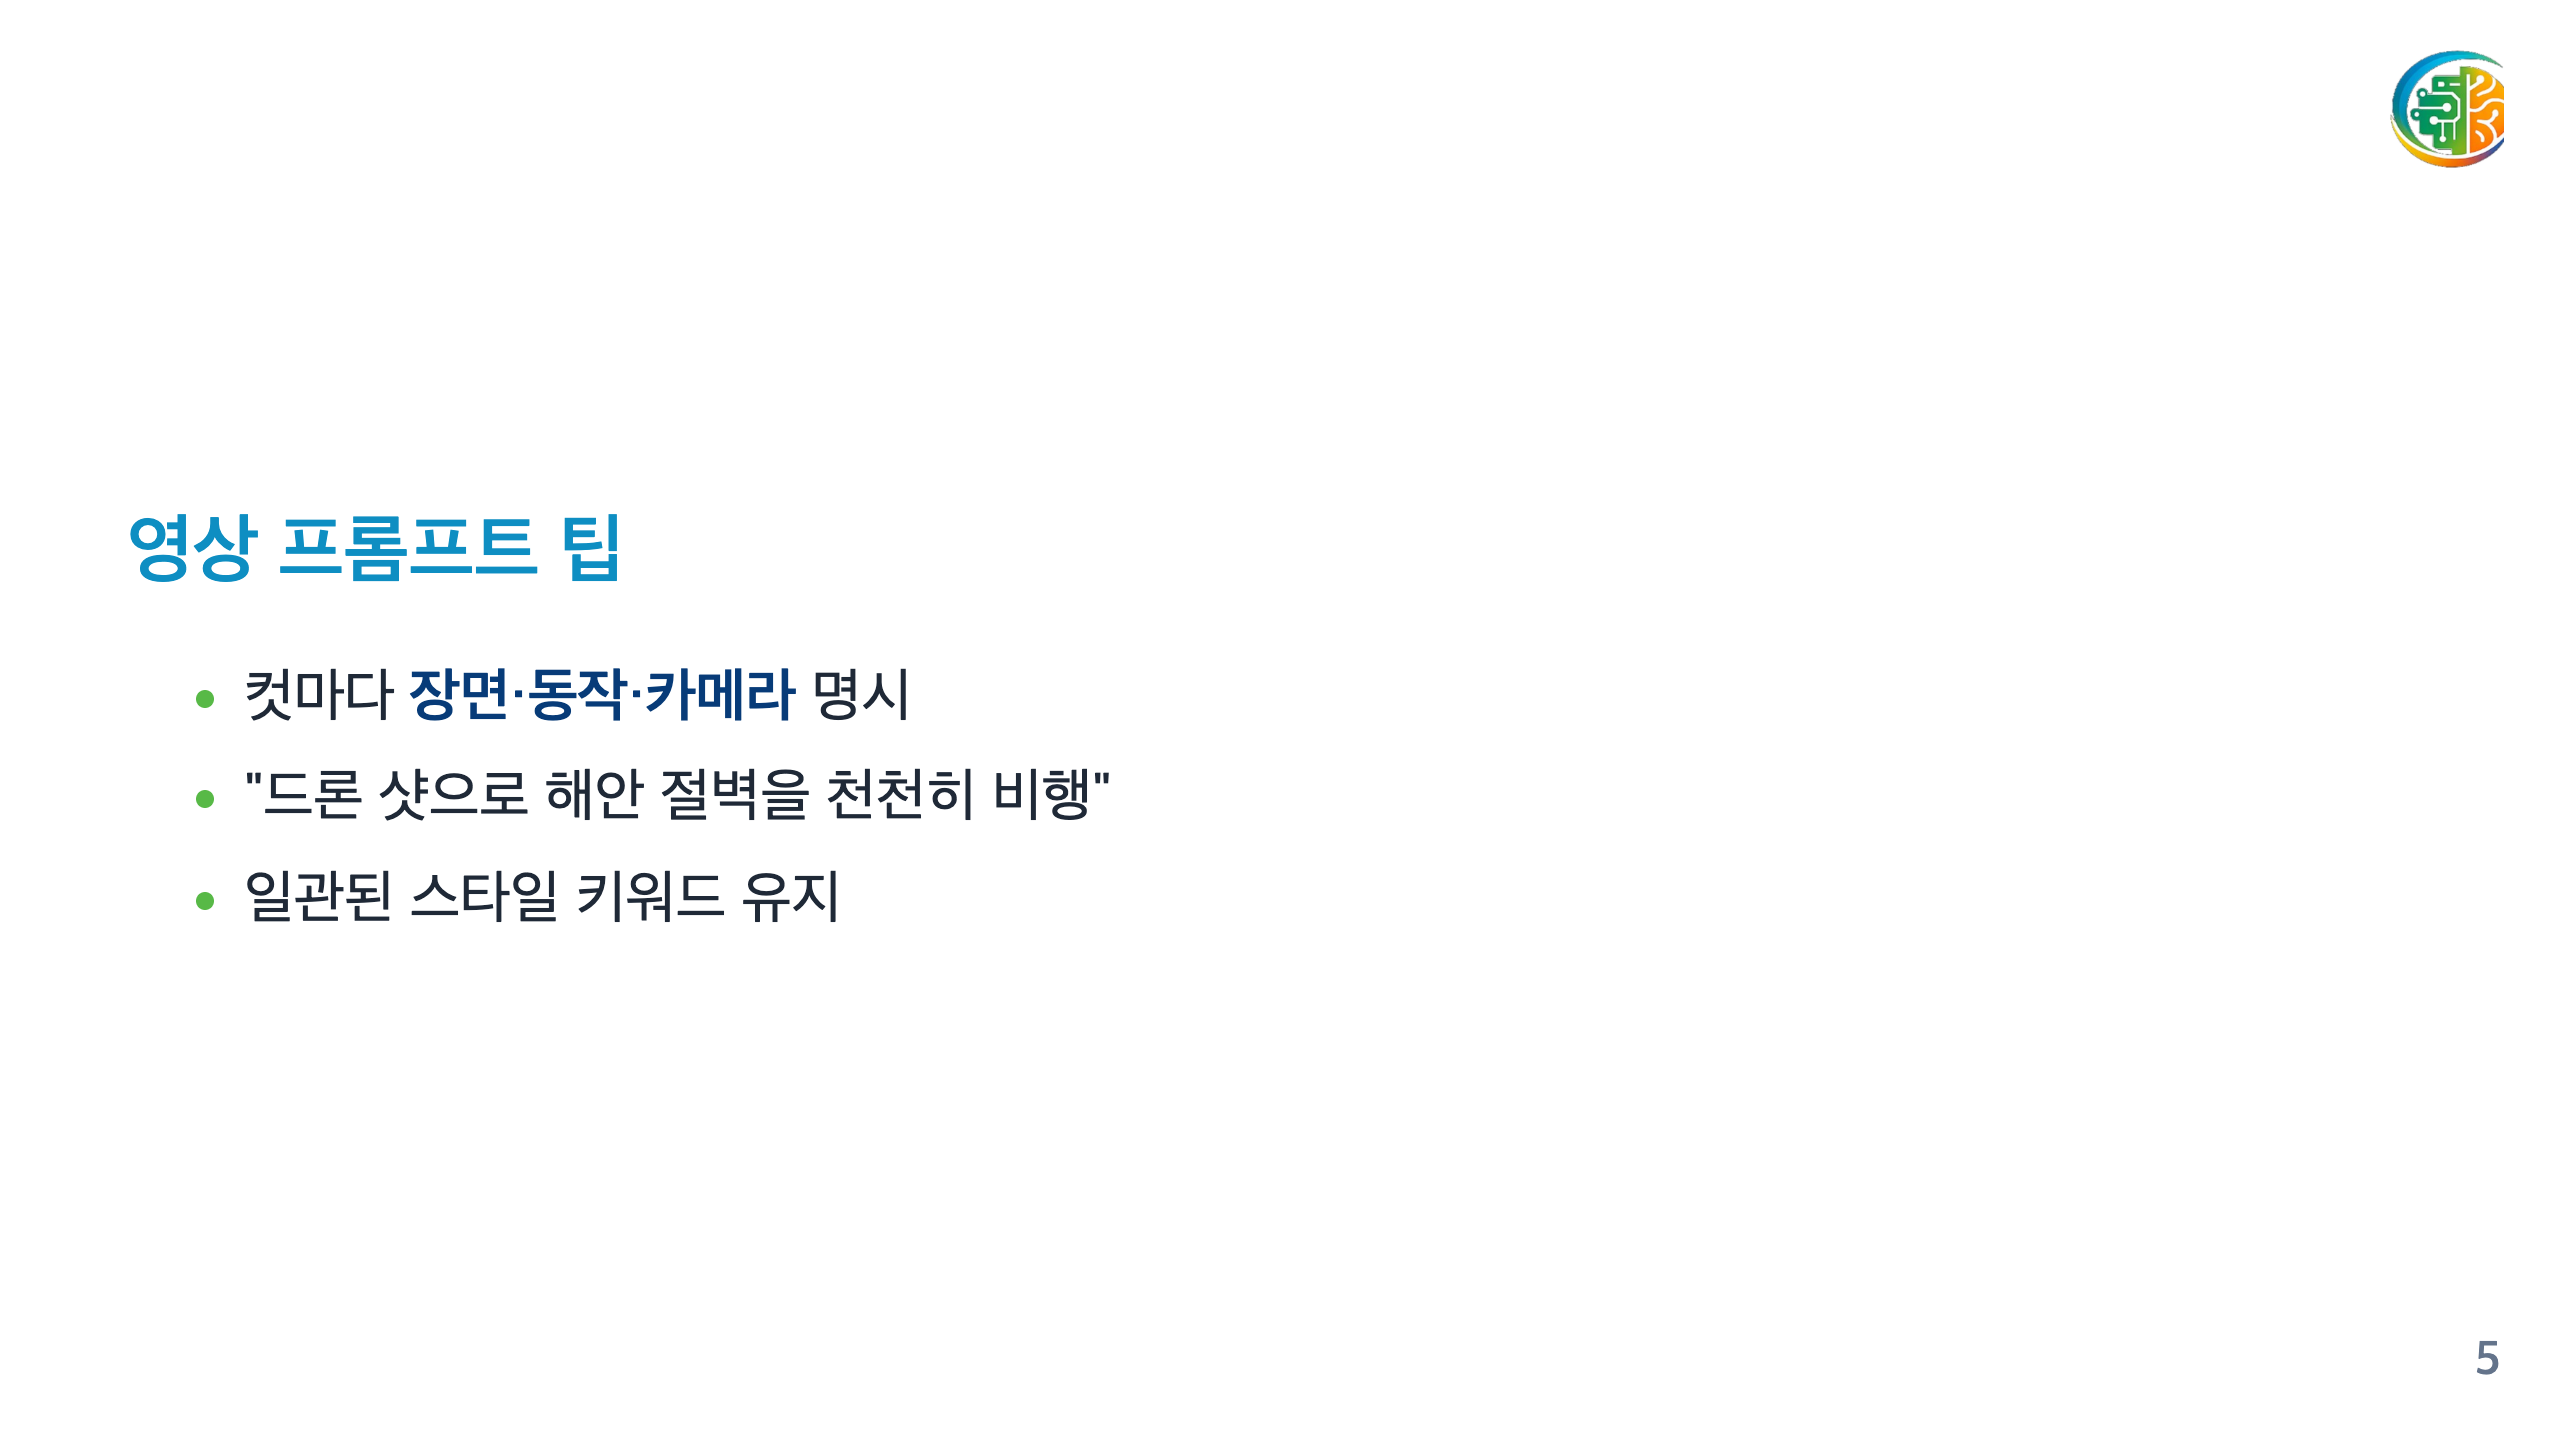 영상 프롬프트 팁
컷마다 장면·동작·카메라 명시
"드론 샷으로 해안 절벽을 천천히 비행"
일관된 스타일 키워드 유지
5